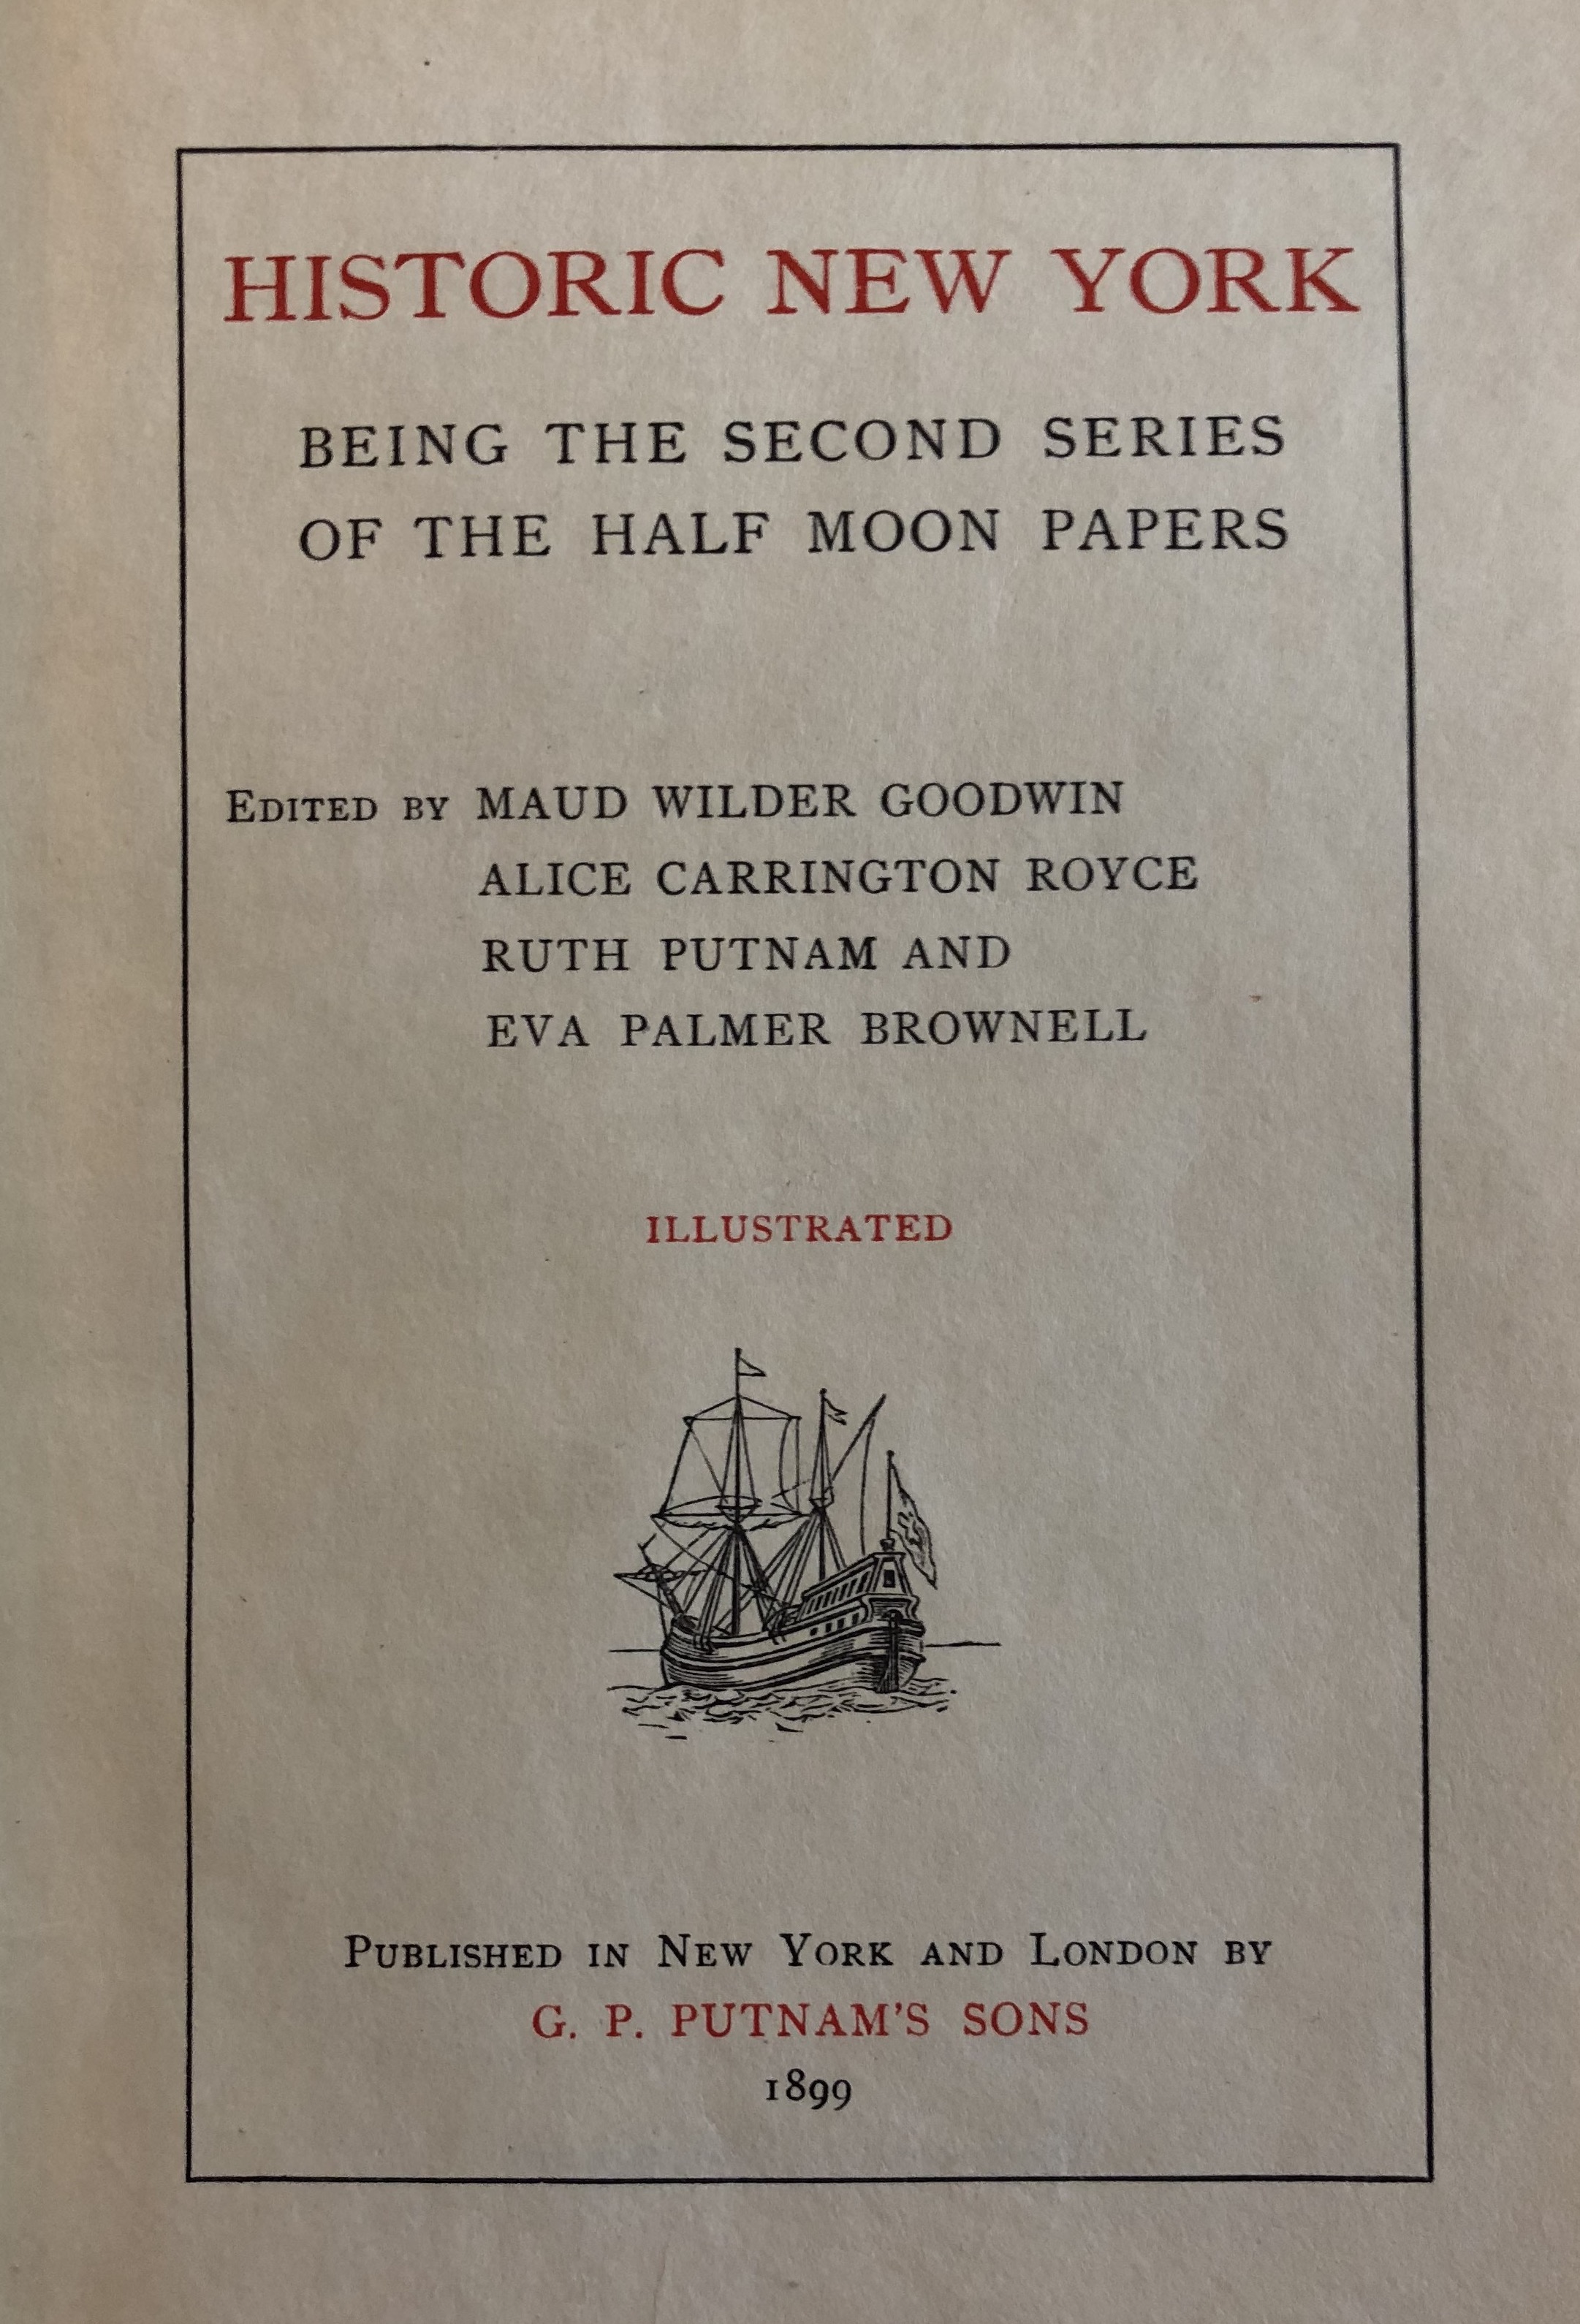 HISTORIC NEW YORK
BEING THE SECOND SERIES
OF THE HALF MOON PAPERS
EDITED BY MAUD WILDER GOODWIN
ALICE CARRINGTON ROYCE
RUTH PUTNAM AND
EVA PALMER BROWNELL
ILLUSTRATED
PUBLISHED IN NEW YORK AND LONDON BY
G. P. PUTNAM'S SONS
1899